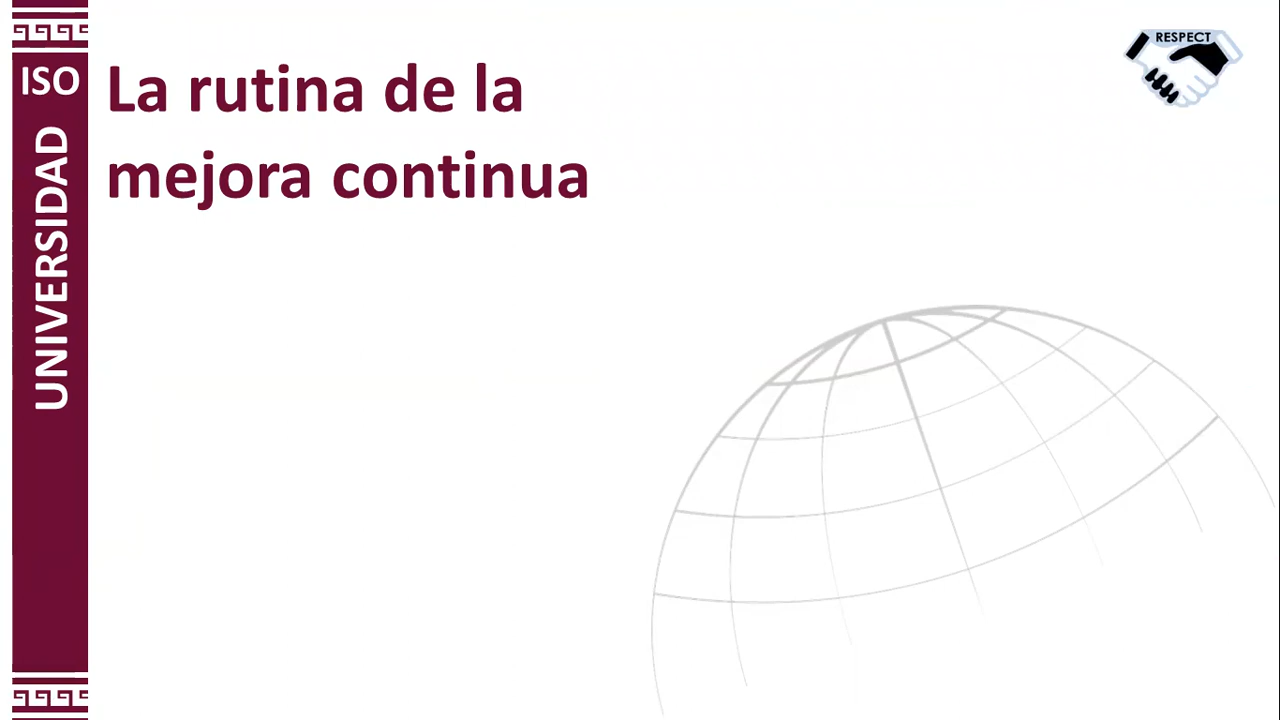 ISO
UNIVERSIDAD
La rutina de la
mejora continua
RESPECT